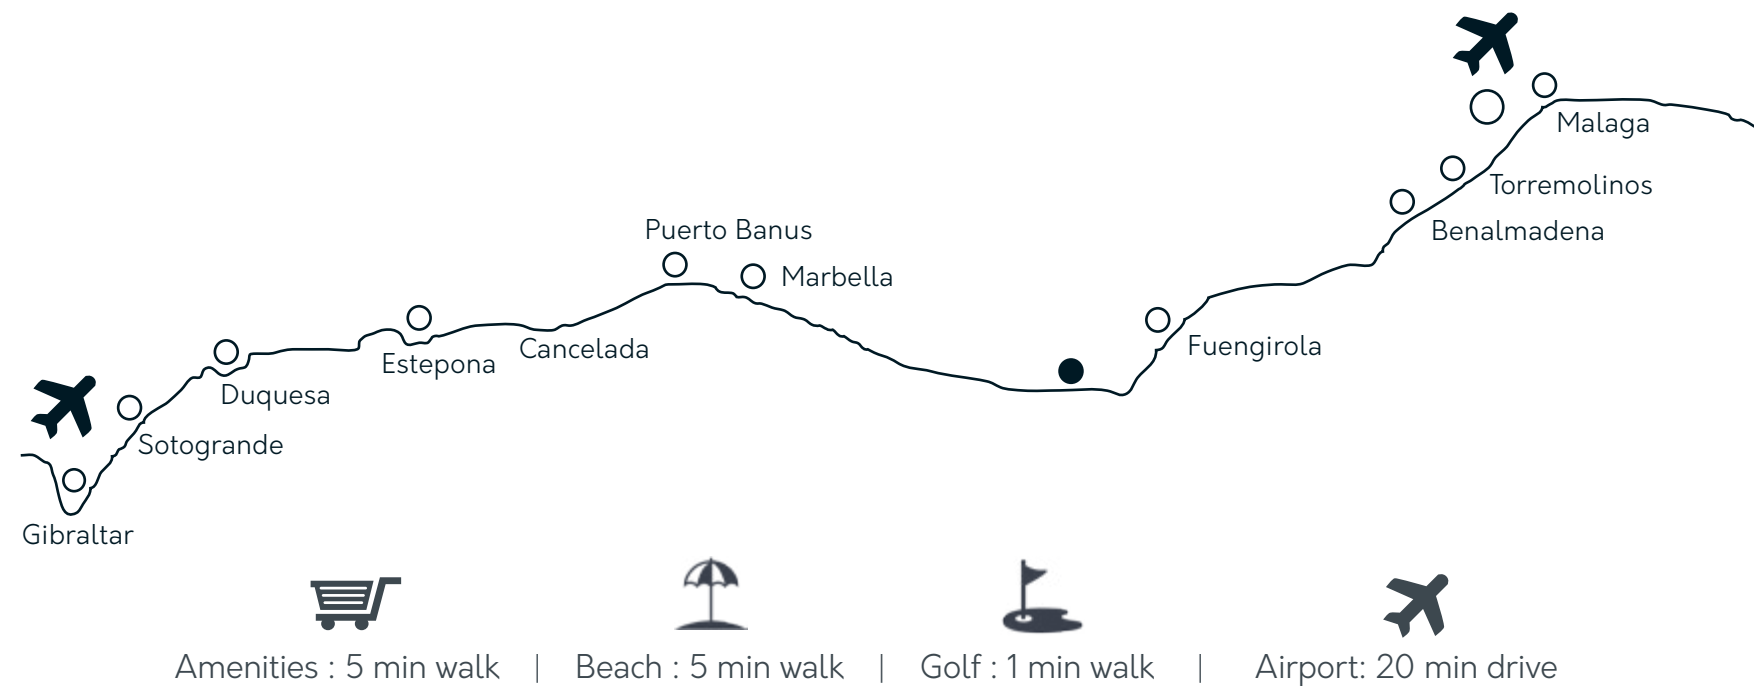 Malaga
Torremolinos
Benalmadena
Puerto Banus
Marbella
Fuengirola
Cancelada
Estepona
Duquesa
Sotogrande
Gibraltar
Amenities : 5 min walk | Beach : 5 min walk | Golf : 1 min walk | Airport: 20 min drive